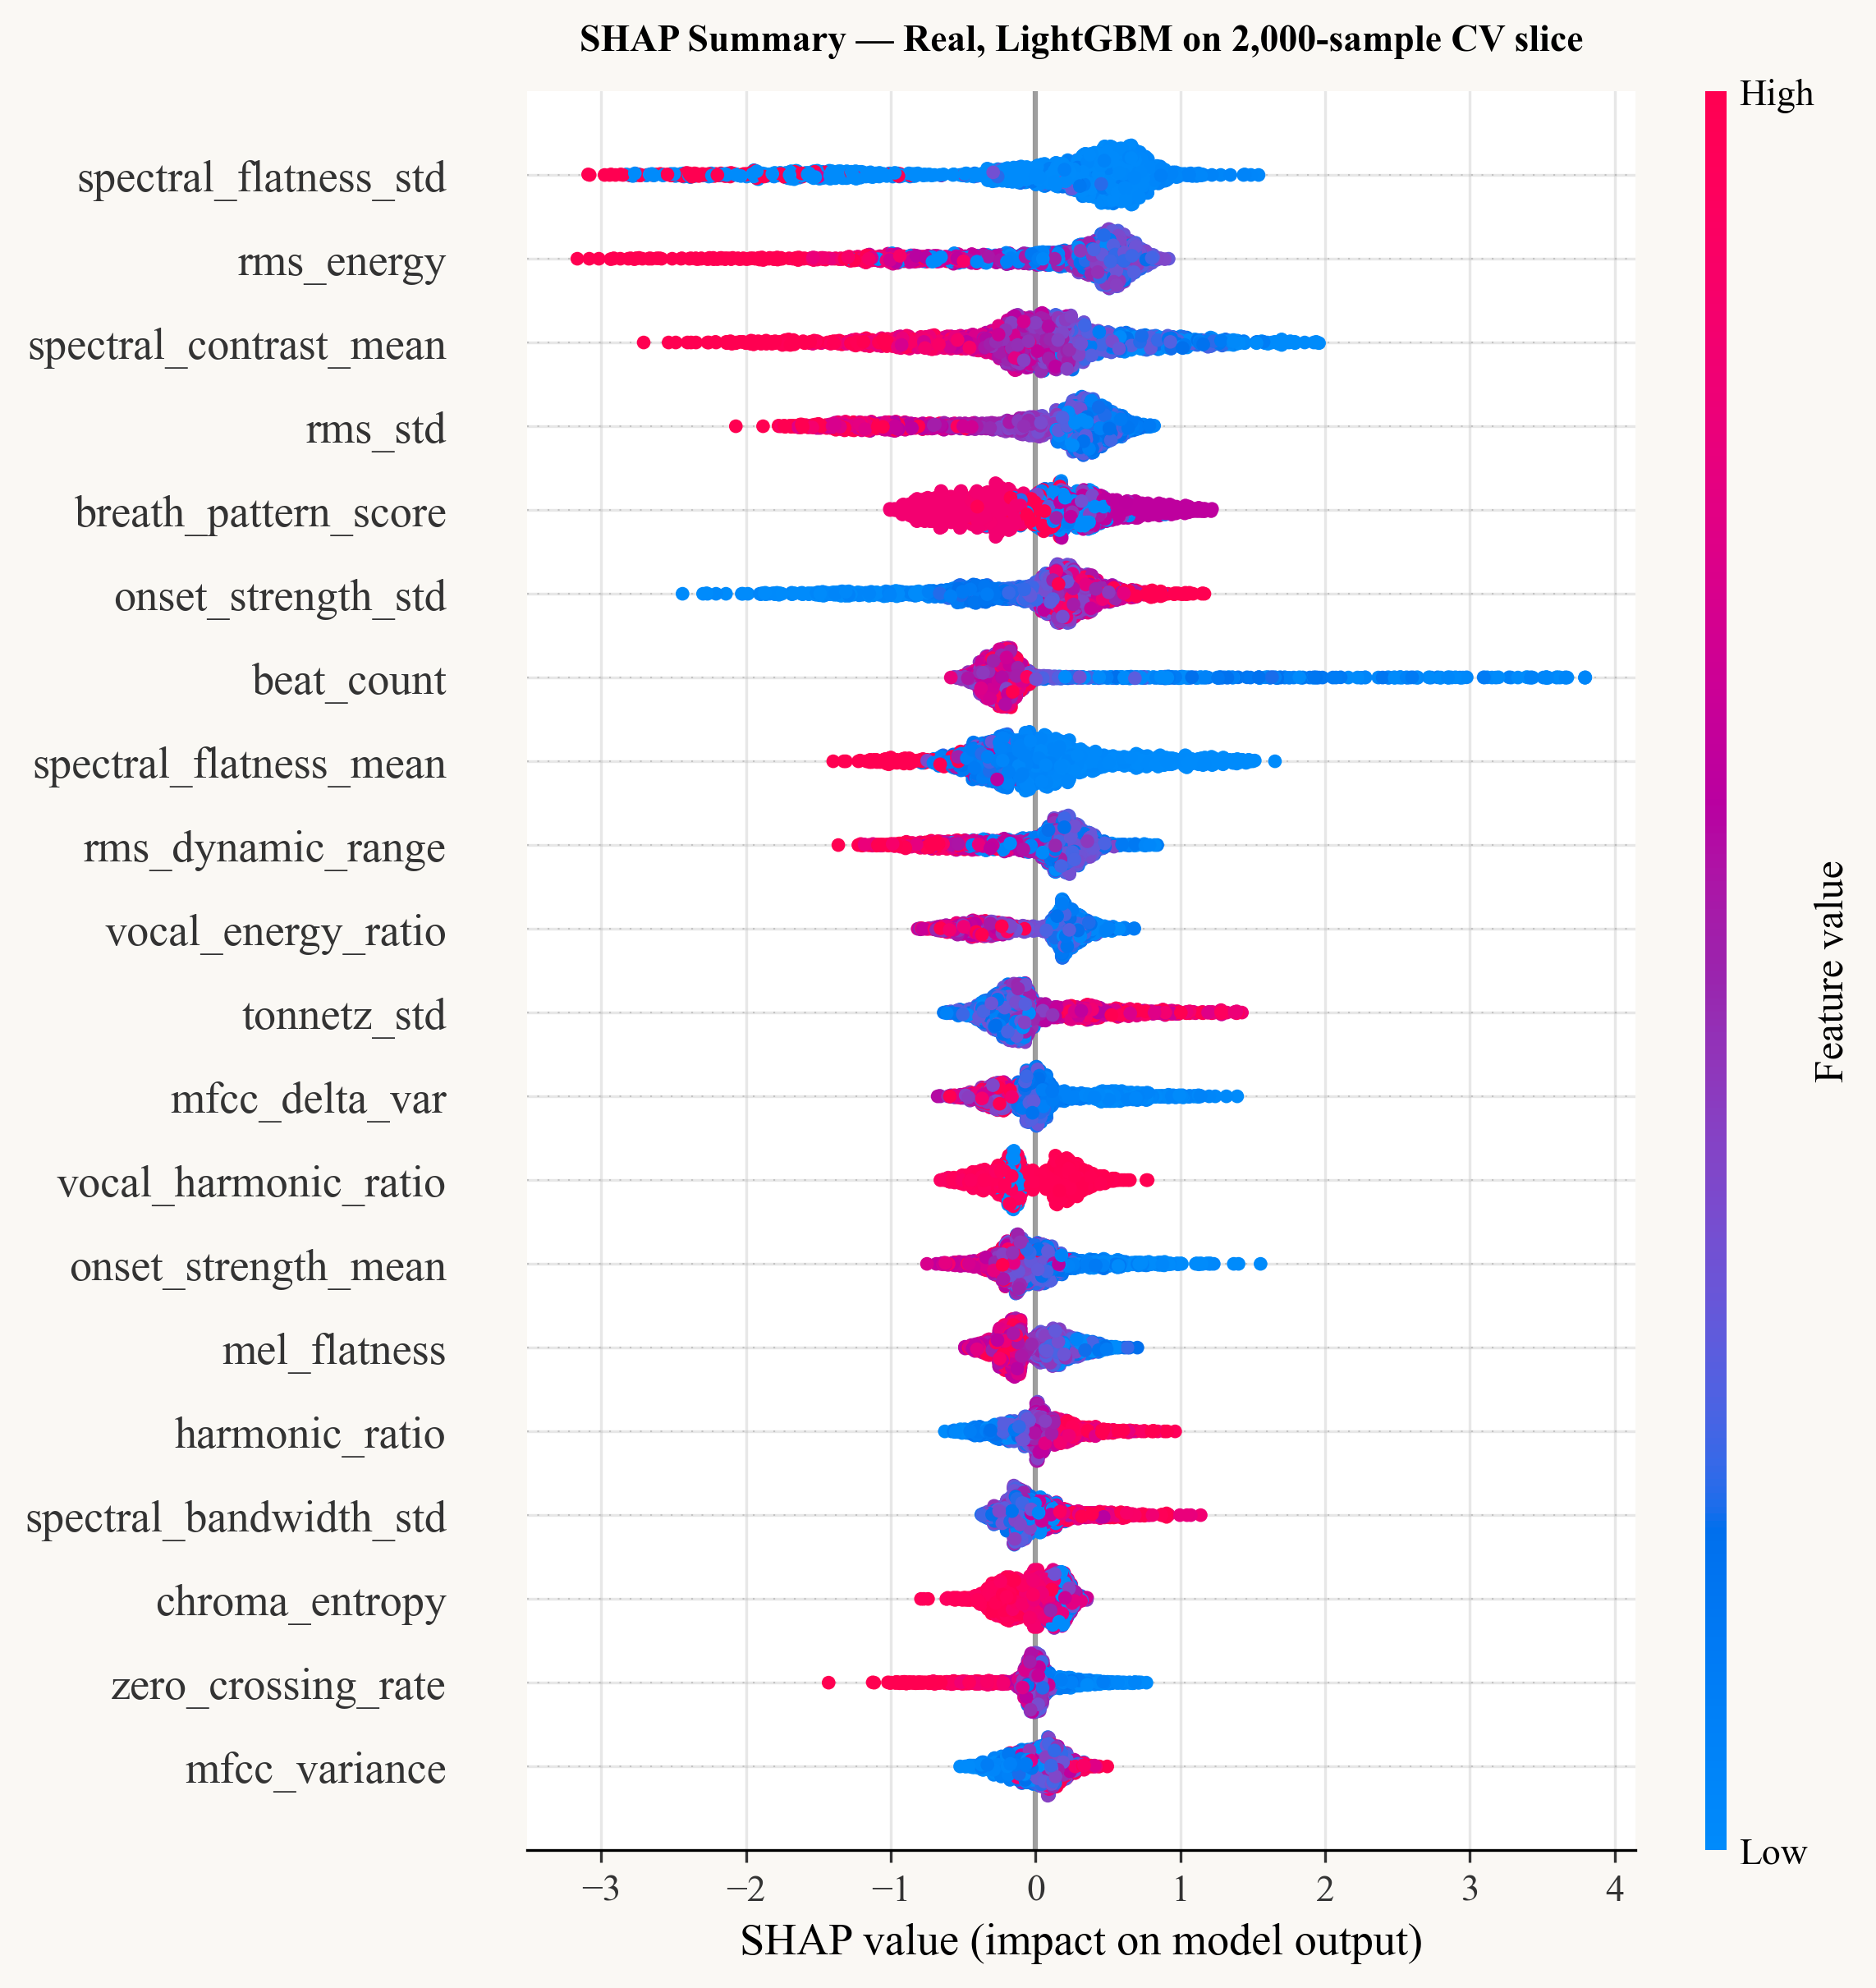 SHAP Summary — Real, LightGBM on 2,000-sample CV slice
High
spectral_flatness_std
rms_energy
spectral_contrast_mean
rms_std
breath_pattern_score
onset_strength_std
beat_count
spectral_flatness_mean
rms_dynamic_range
vocal_energy_ratio
tonnetz_std
mfcc_delta_var
vocal_harmonic_ratio
onset_strength_mean
mel_flatness
harmonic_ratio
spectral_bandwidth_std
chroma_entropy
zero_crossing_rate
mfcc_variance
Feature value
Low
−3 −2 −1 0 1 2 3 4
SHAP value (impact on model output)